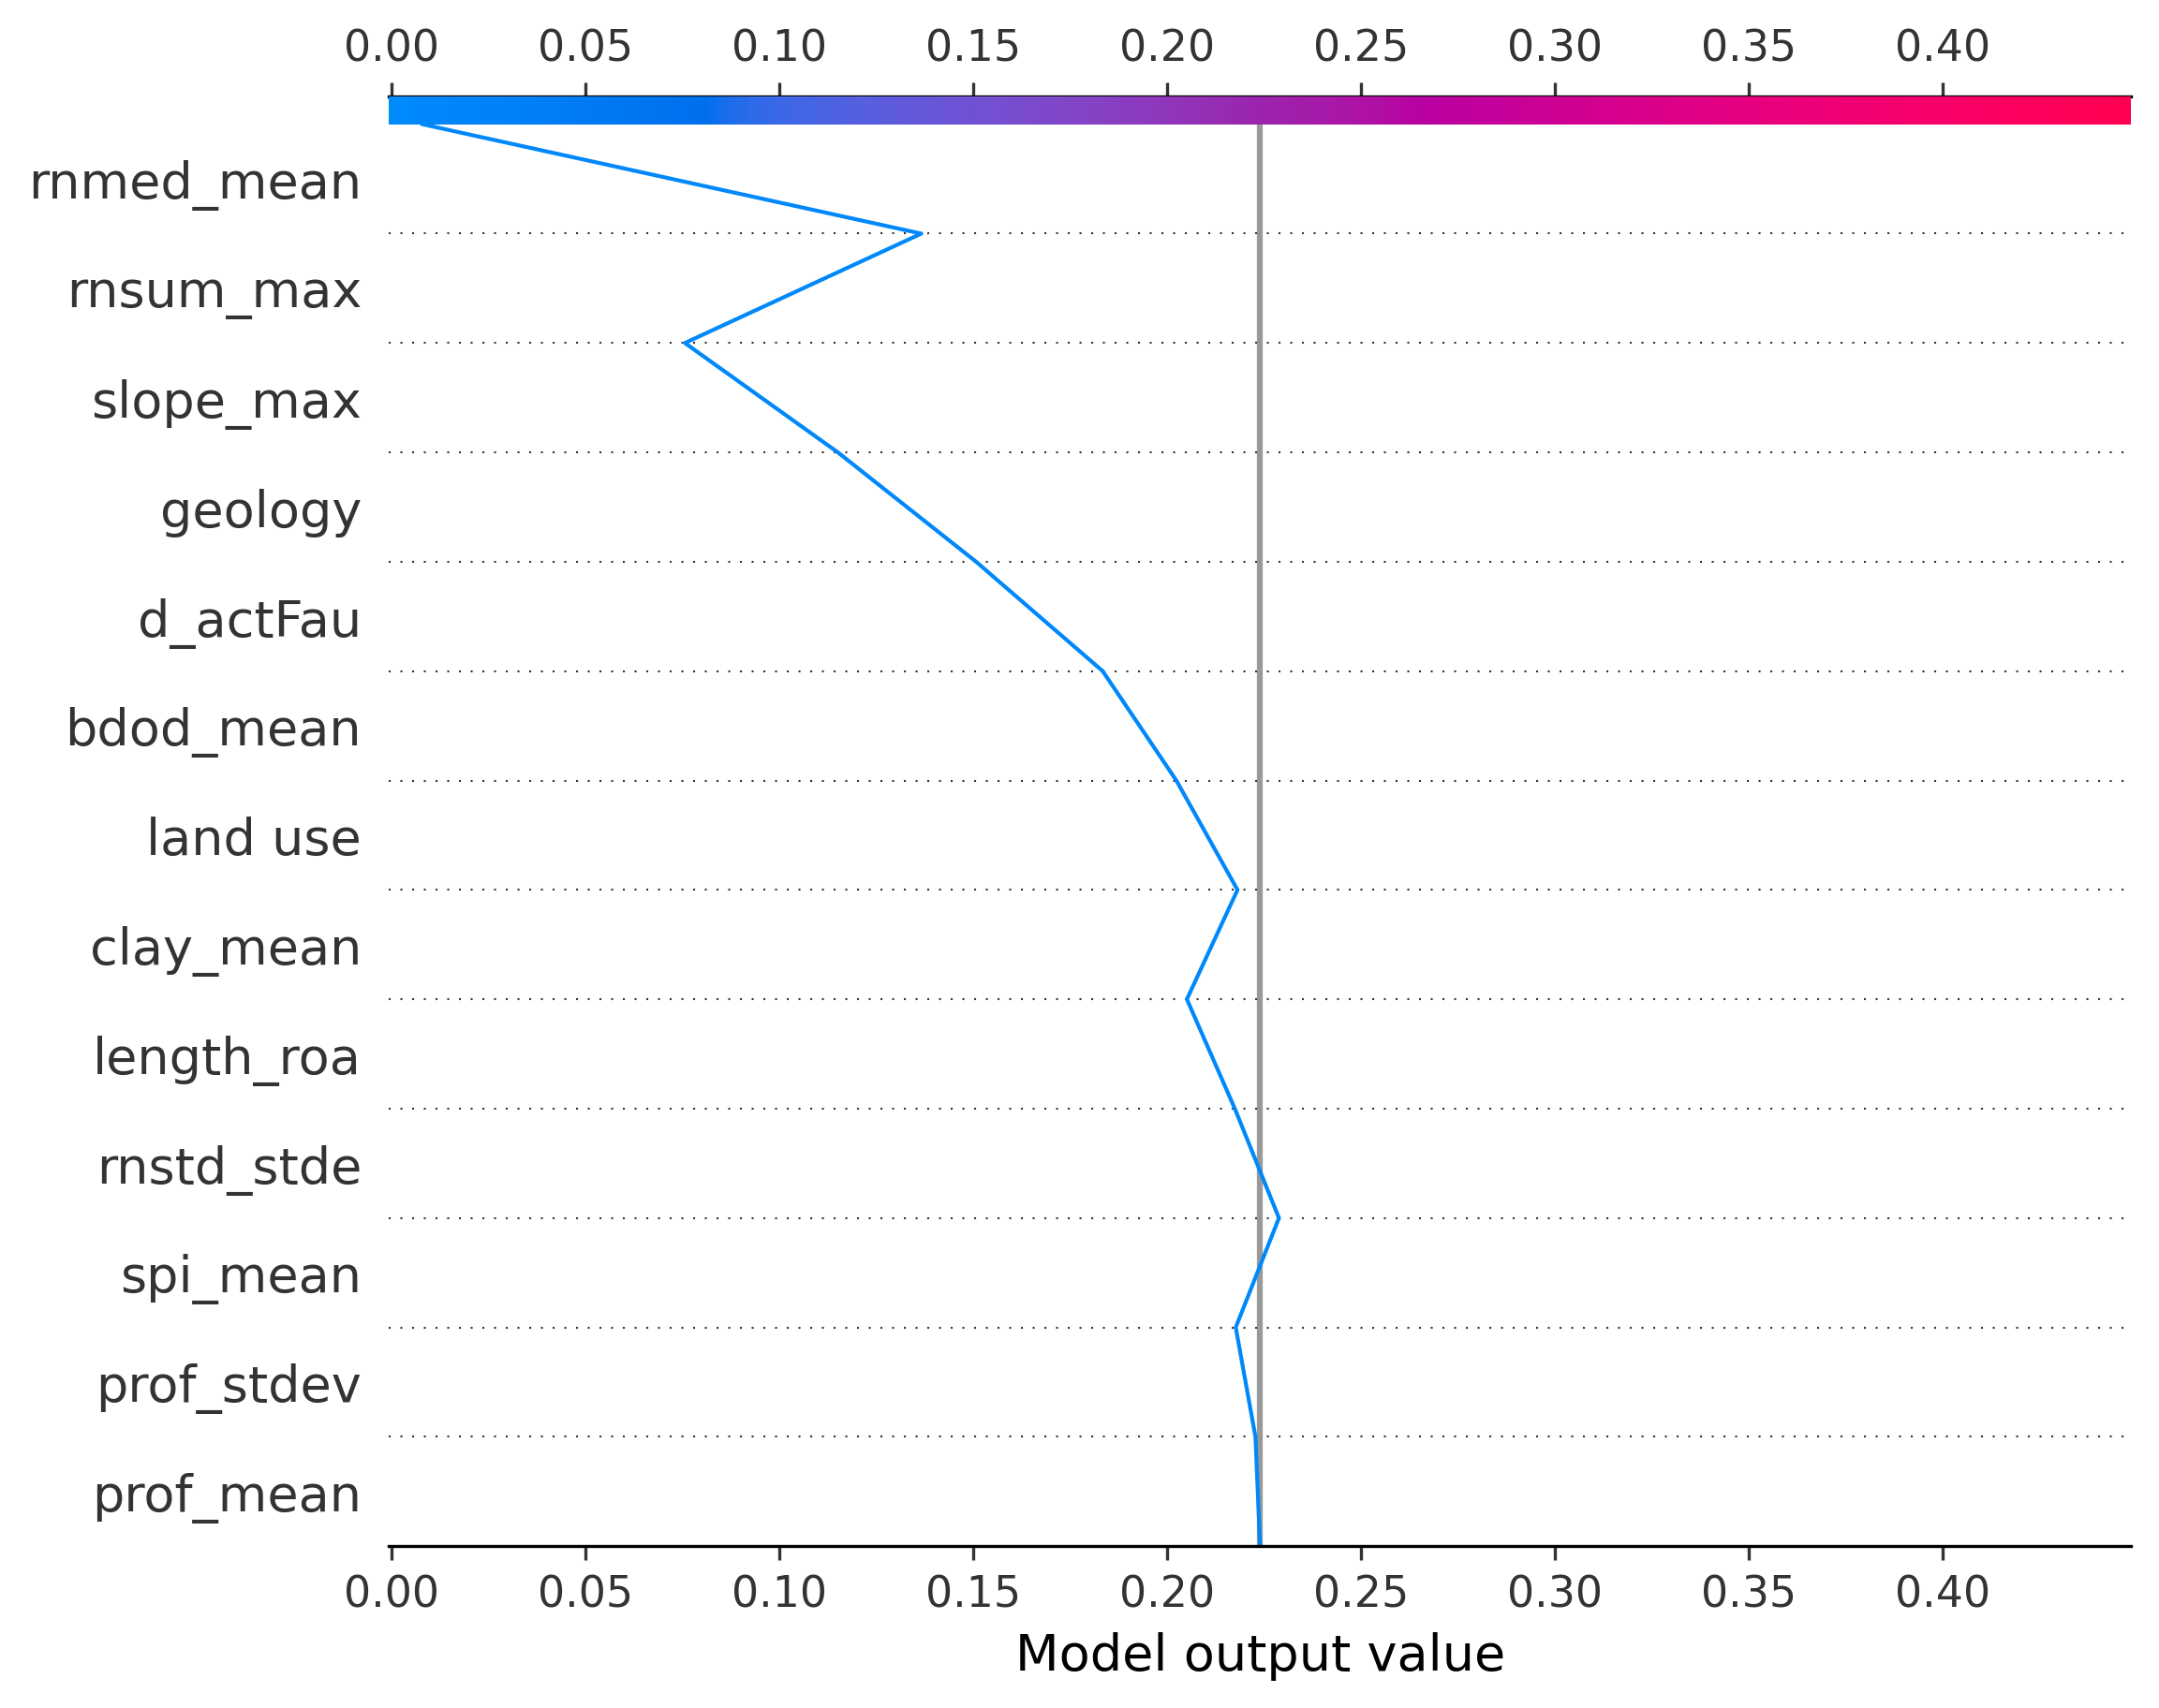 0.00 0.05 0.10 0.15 0.20 0.25 0.30 0.35 0.40
rnmed_mean
rnsum_max
slope_max
geology
d_actFau
bdod_mean
land use
clay_mean
length_roa
rnstd_stde
spi_mean
prof_stdev
prof_mean
0.00 0.05 0.10 0.15 0.20 0.25 0.30 0.35 0.40
Model output value